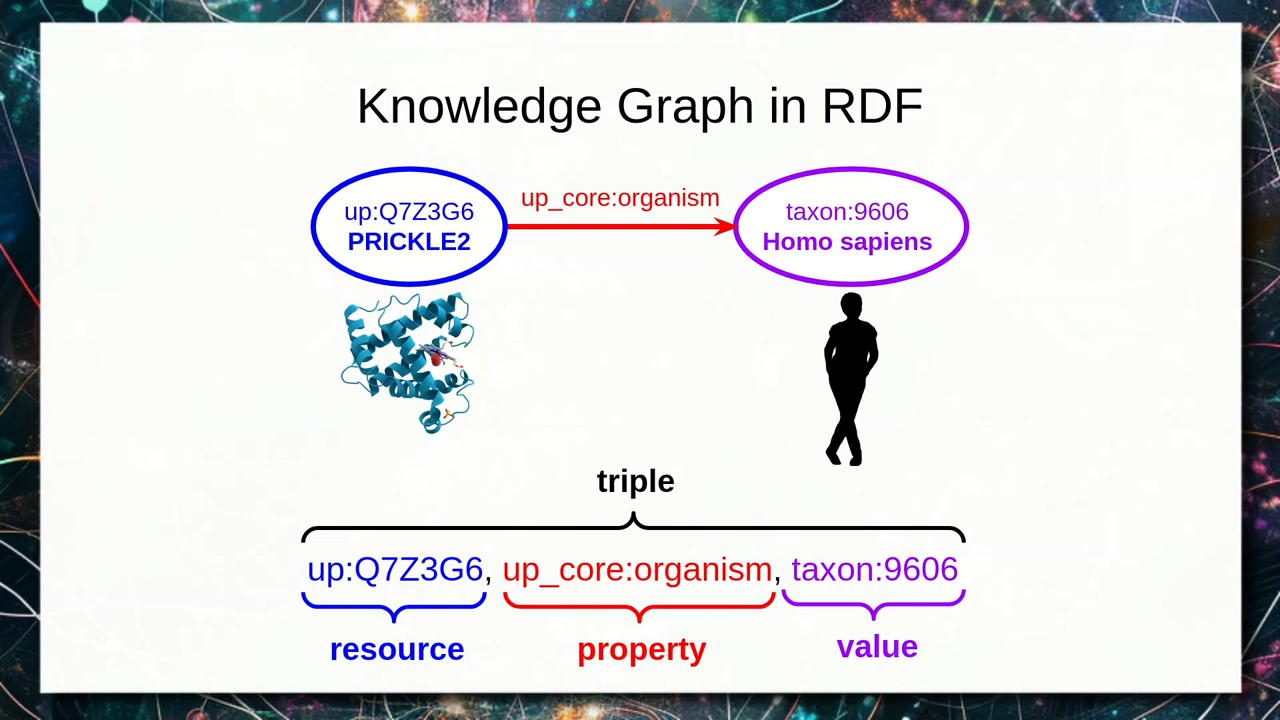 Knowledge Graph in RDF
up:Q7Z3G6
PRICKLE2
up_core:organism
taxon:9606
Homo sapiens
triple
up:Q7Z3G6, up_core:organism, taxon:9606
resource
property
value